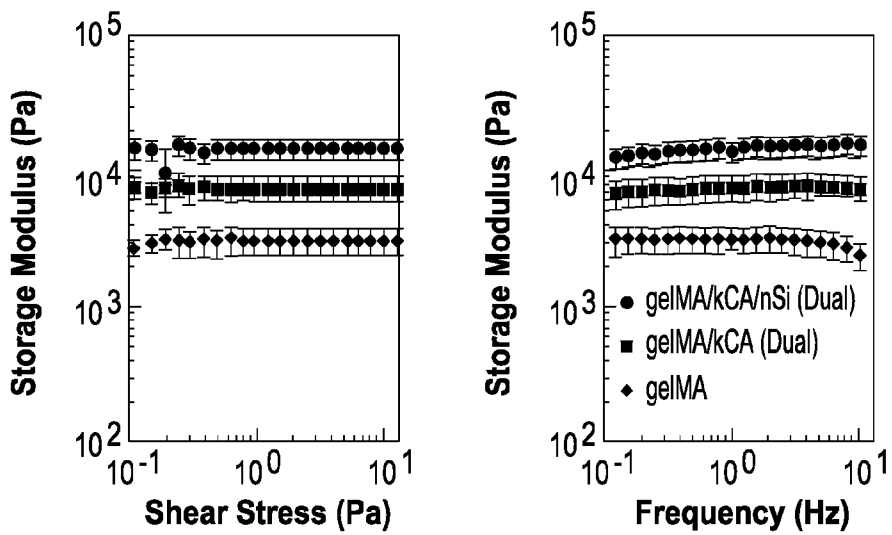 Storage Modulus (Pa)
10^5
10^4
10^3
10^2
10^-1
10^0
10^1
Shear Stress (Pa)
Storage Modulus (Pa)
10^5
10^4
10^3
10^2
10^-1
10^0
10^1
Frequency (Hz)
gelMA/kCA/nSi (Dual)
gelMA/kCA (Dual)
gelMA